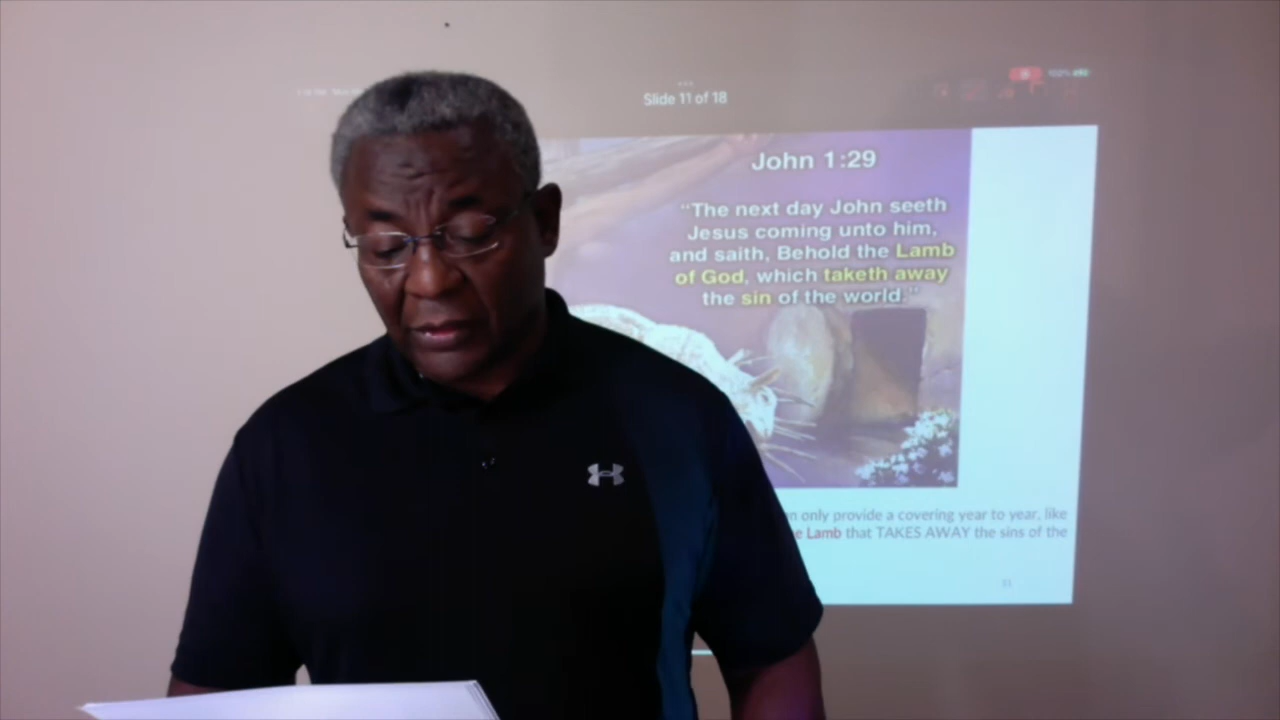 100%
Slide 11 of 18
John 1:29
"The next day John seeth
Jesus coming unto him,
and saith, Behold the Lamb
of God, which taketh away
the sin of the world."
only provide a covering year to year, like
Lamb that TAKES AWAY the sins of the
11